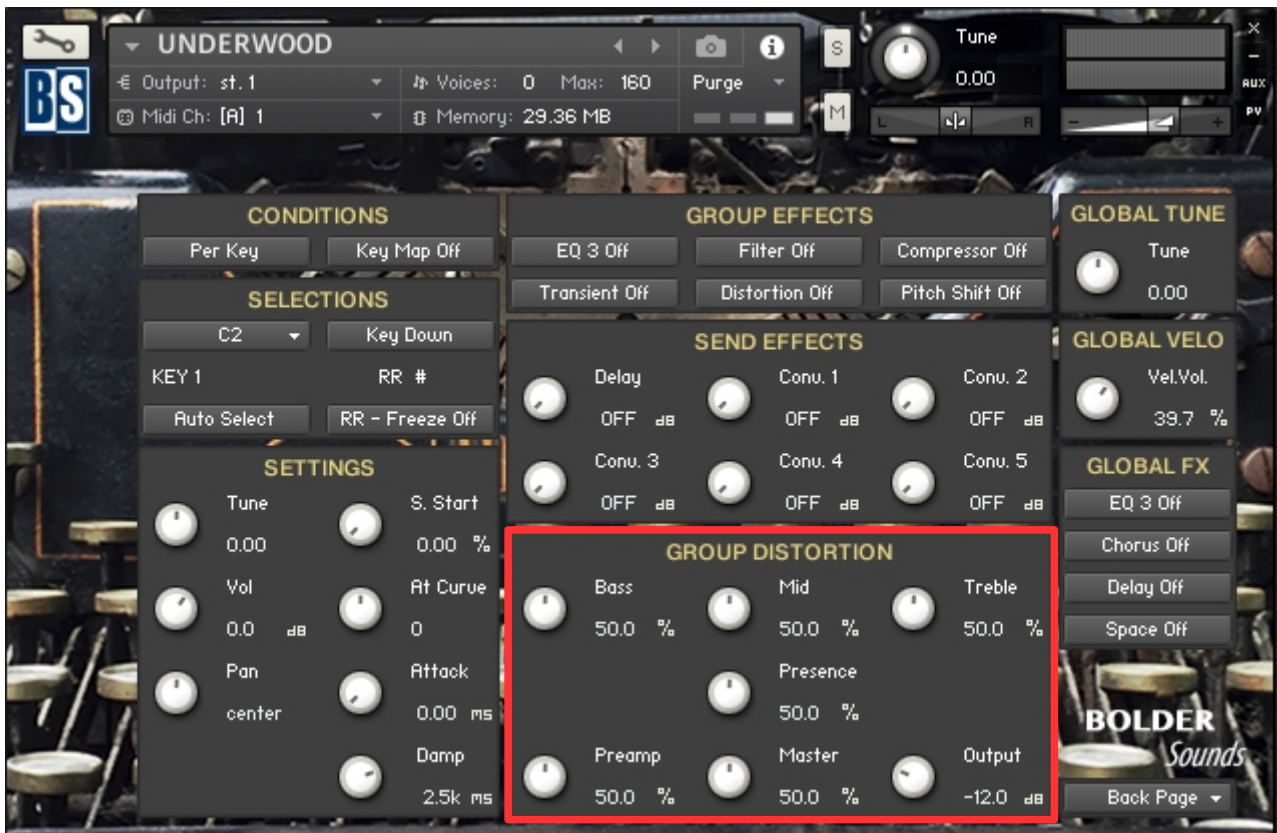 UNDERWOOD
S
Tune
0.00
×
–
AUX
PV
BS
Output: st. 1
Voices: 0 Max: 160
Purge
Midi Ch: [A] 1
Memory: 29.36 MB
M
L R
- +
CONDITIONS
Per Key
Key Map Off
SELECTIONS
C2
Key Down
KEY 1
RR #
Auto Select
RR - Freeze Off
SETTINGS
Tune
0.00
S. Start
0.00 %
Vol
0.0 dB
At Curve
0
Pan
center
Attack
0.00 ms
Damp
2.5k ms
GROUP EFFECTS
EQ 3 Off
Filter Off
Compressor Off
Transient Off
Distortion Off
Pitch Shift Off
SEND EFFECTS
Delay
OFF dB
Conv. 1
OFF dB
Conv. 2
OFF dB
Conv. 3
OFF dB
Conv. 4
OFF dB
Conv. 5
OFF dB
GROUP DISTORTION
Bass
50.0 %
Mid
50.0 %
Treble
50.0 %
Presence
50.0 %
Preamp
50.0 %
Master
50.0 %
Output
-12.0 dB
GLOBAL TUNE
Tune
0.00
GLOBAL VELO
Vel.Vol.
39.7 %
GLOBAL FX
EQ 3 Off
Chorus Off
Delay Off
Space Off
BOLDER
Sounds
Back Page